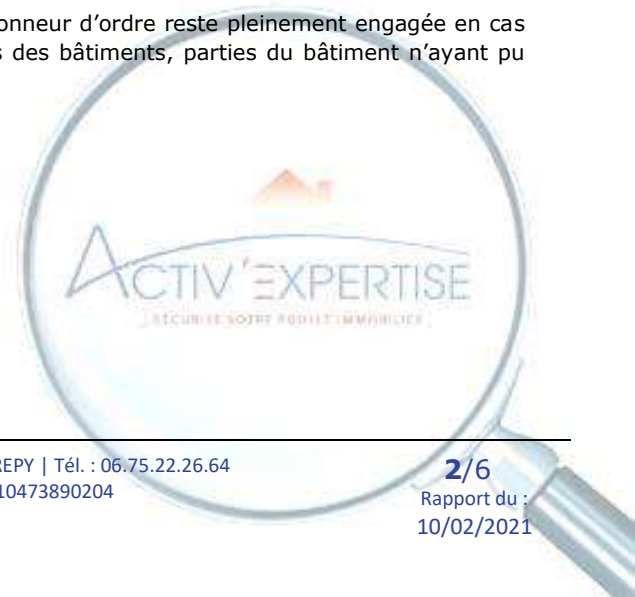 onneur d'ordre reste pleinement engagée en cas
s des bâtiments, parties du bâtiment n'ayant pu
ACTIV'EXPERTISE
REPY | Tél. : 06.75.22.26.64
10473890204
2/6
Rapport du :
10/02/2021